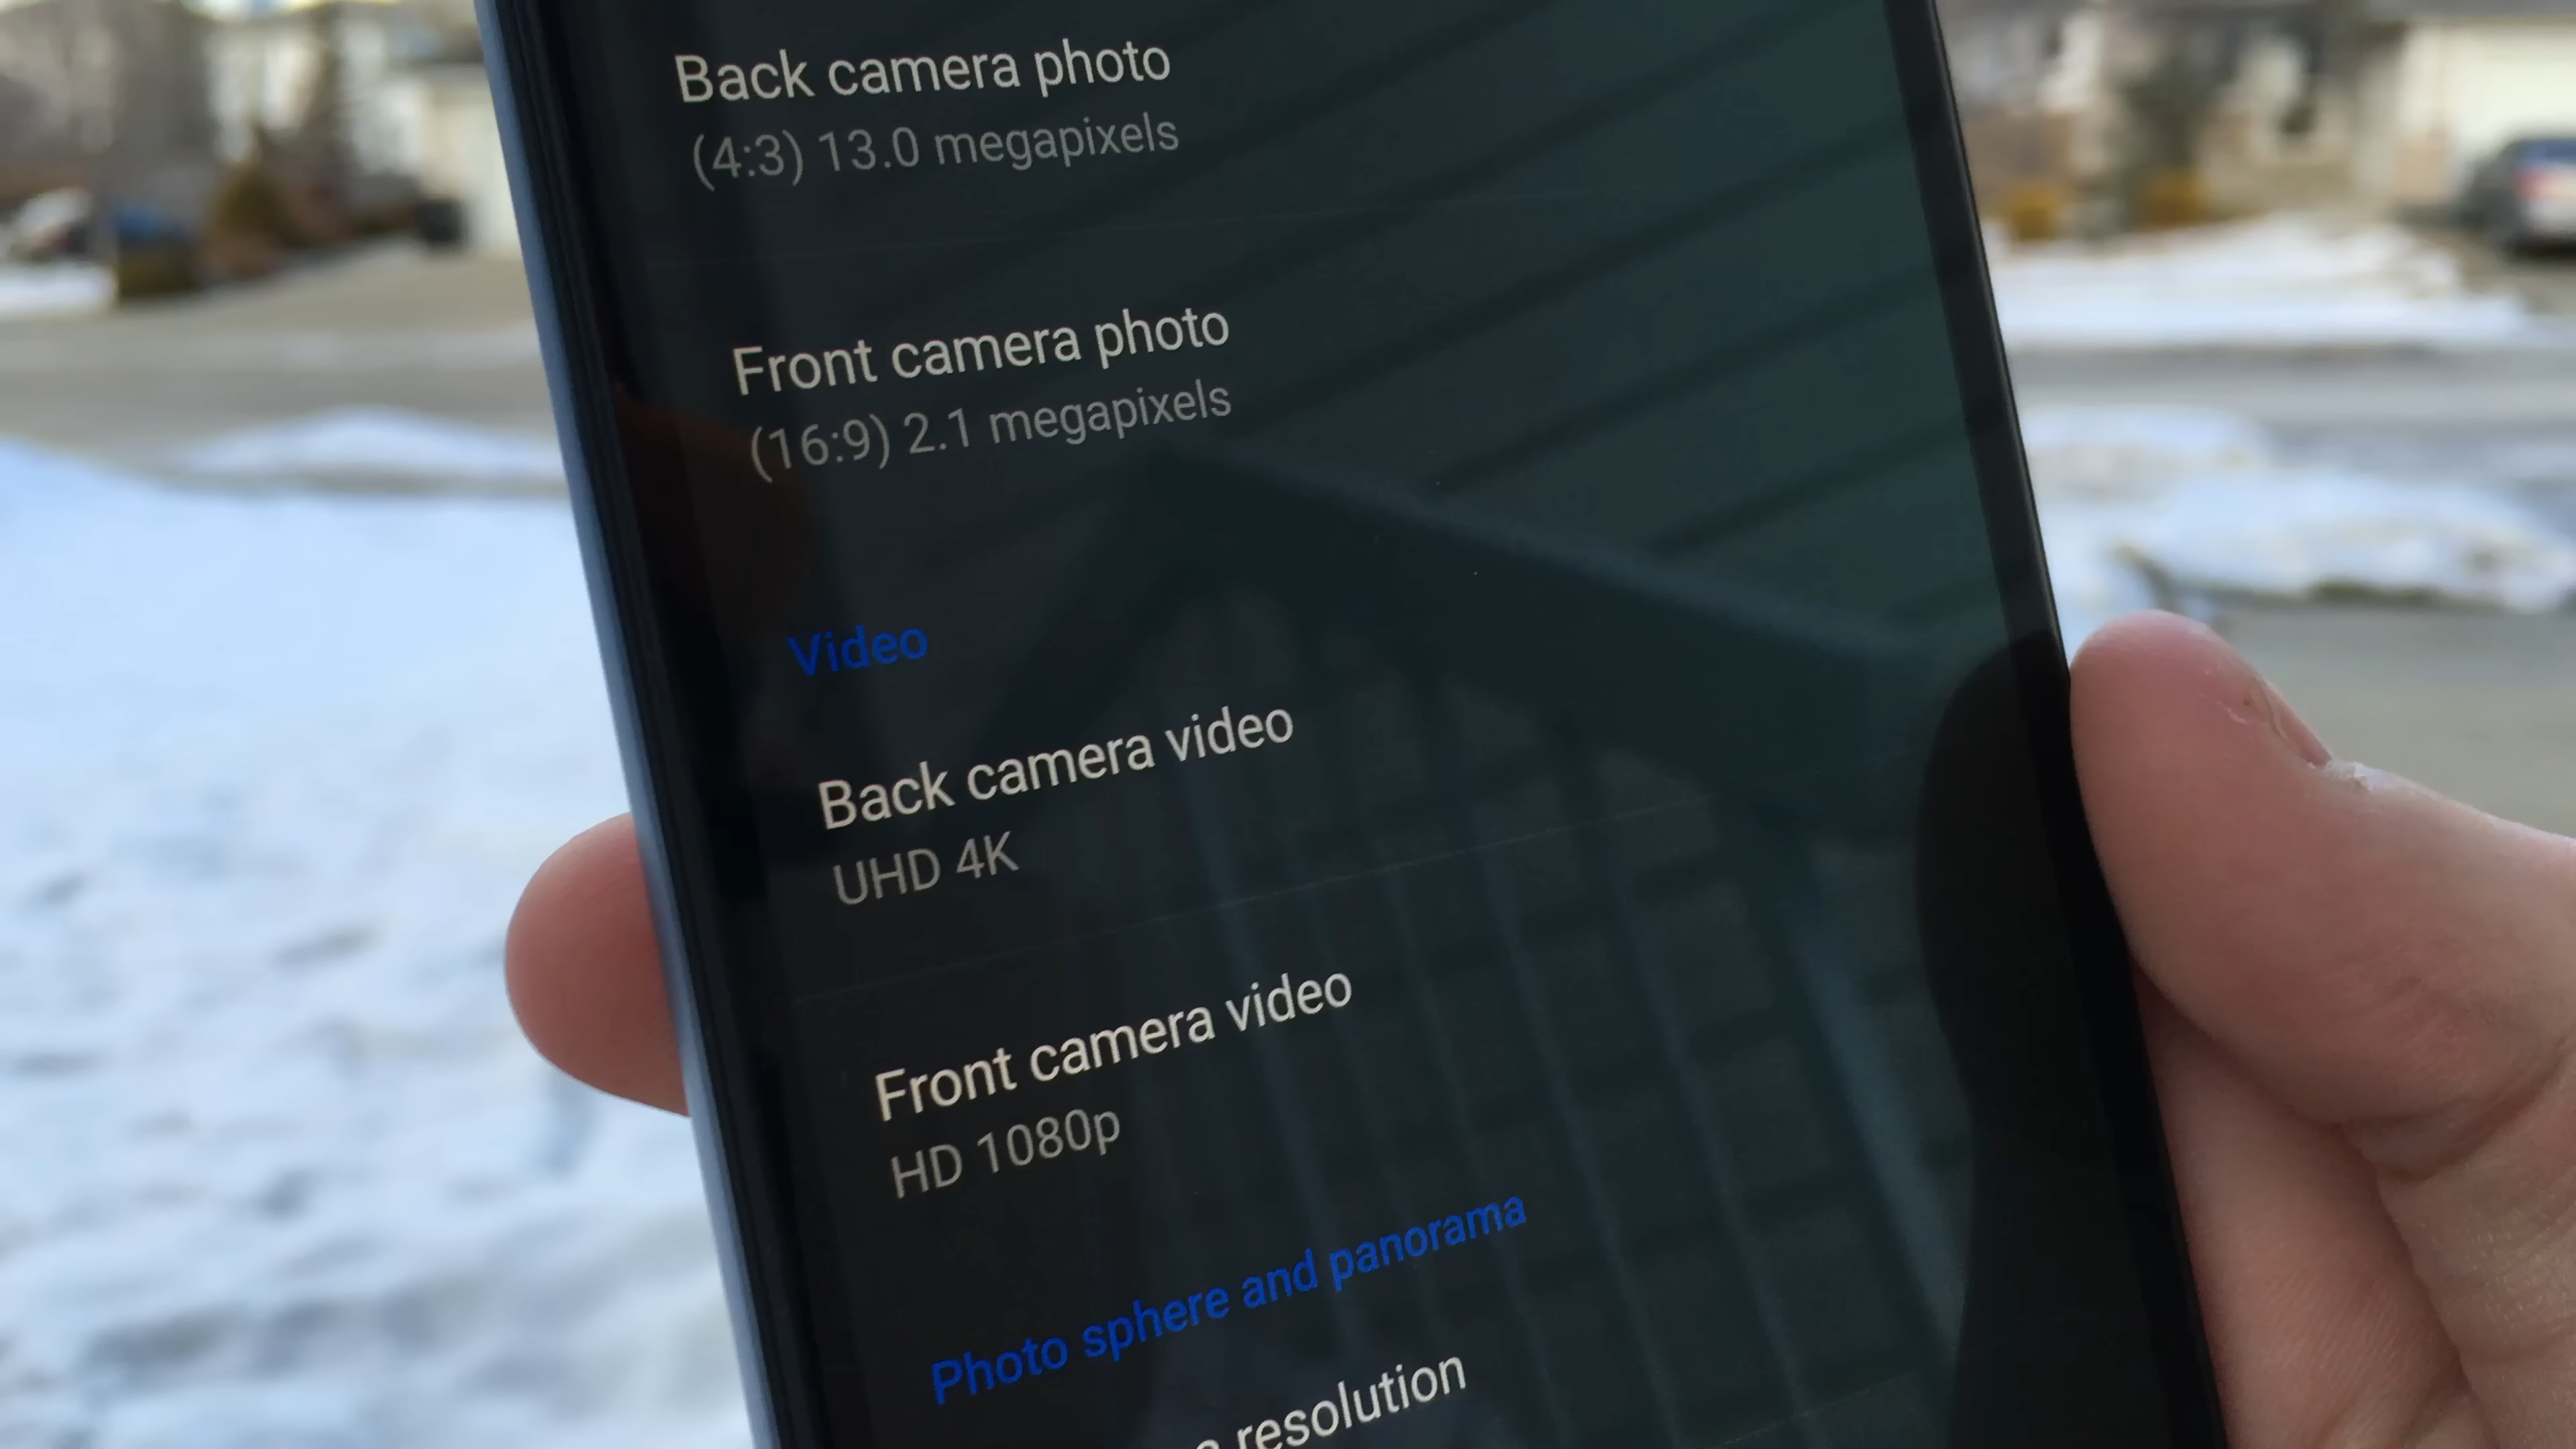 Back camera photo
(4:3) 13.0 megapixels
Front camera photo
(16:9) 2.1 megapixels
Video
Back camera video
UHD 4K
Front camera video
HD 1080p
Photo sphere and panorama
resolution